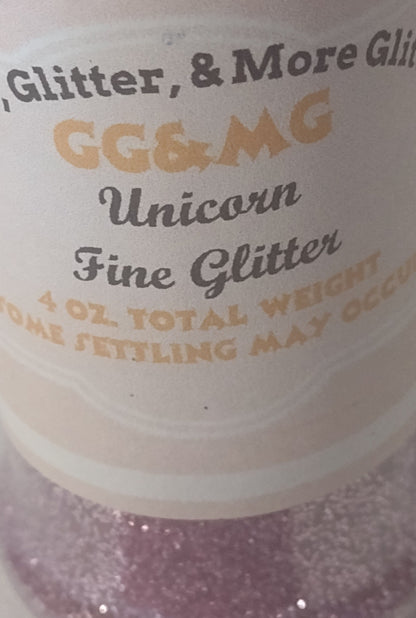 ,Glitter, & More Glit
GG&MG
Unicorn
Fine Glitter
4 OZ. TOTAL WEIGHT
SOME SETTLING MAY OCCU